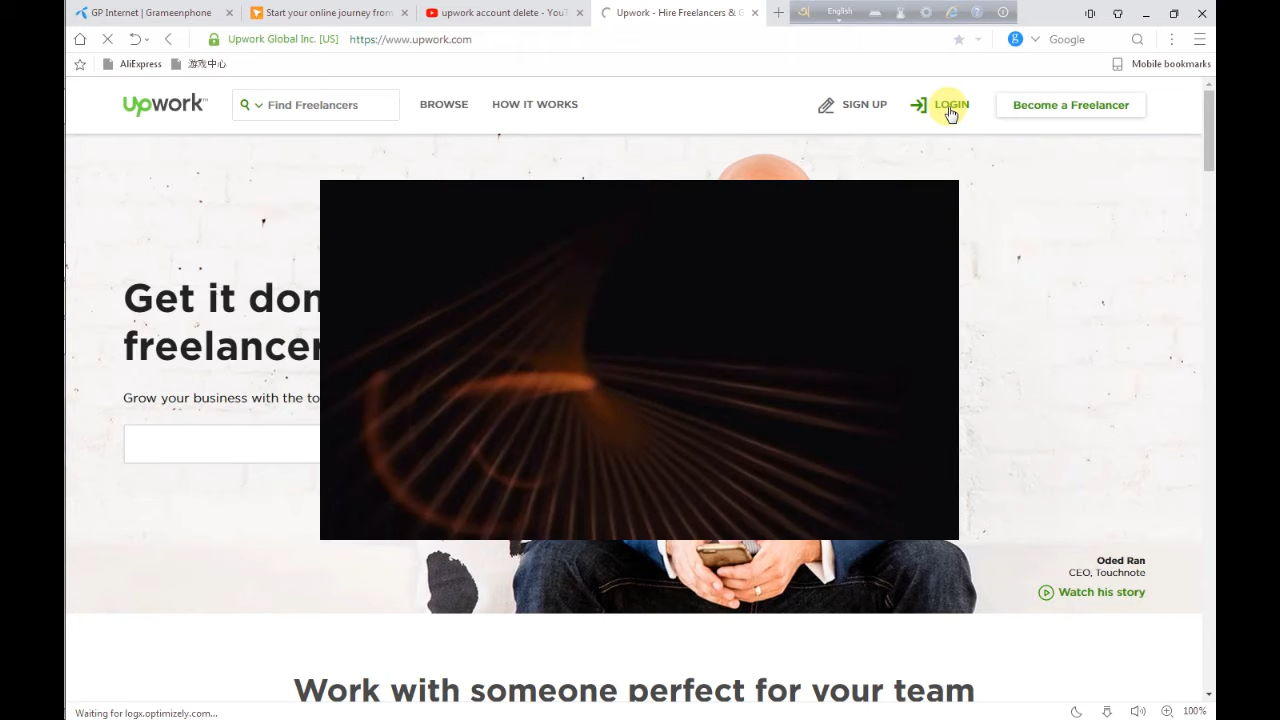 GP Internet | Grameenphone
Start your online journey from
upwork account delete - YouT
Upwork - Hire Freelancers & G
English
Upwork Global Inc. [US]
https://www.upwork.com
Google
AliExpress
游戏中心
Mobile bookmarks
upwork
Find Freelancers
BROWSE
HOW IT WORKS
SIGN UP
LOGIN
Become a Freelancer
Get it don
freelancer
Grow your business with the to
Oded Ran
CEO, Touchnote
Watch his story
Work with someone perfect for your team
Waiting for logx.optimizely.com...
100%